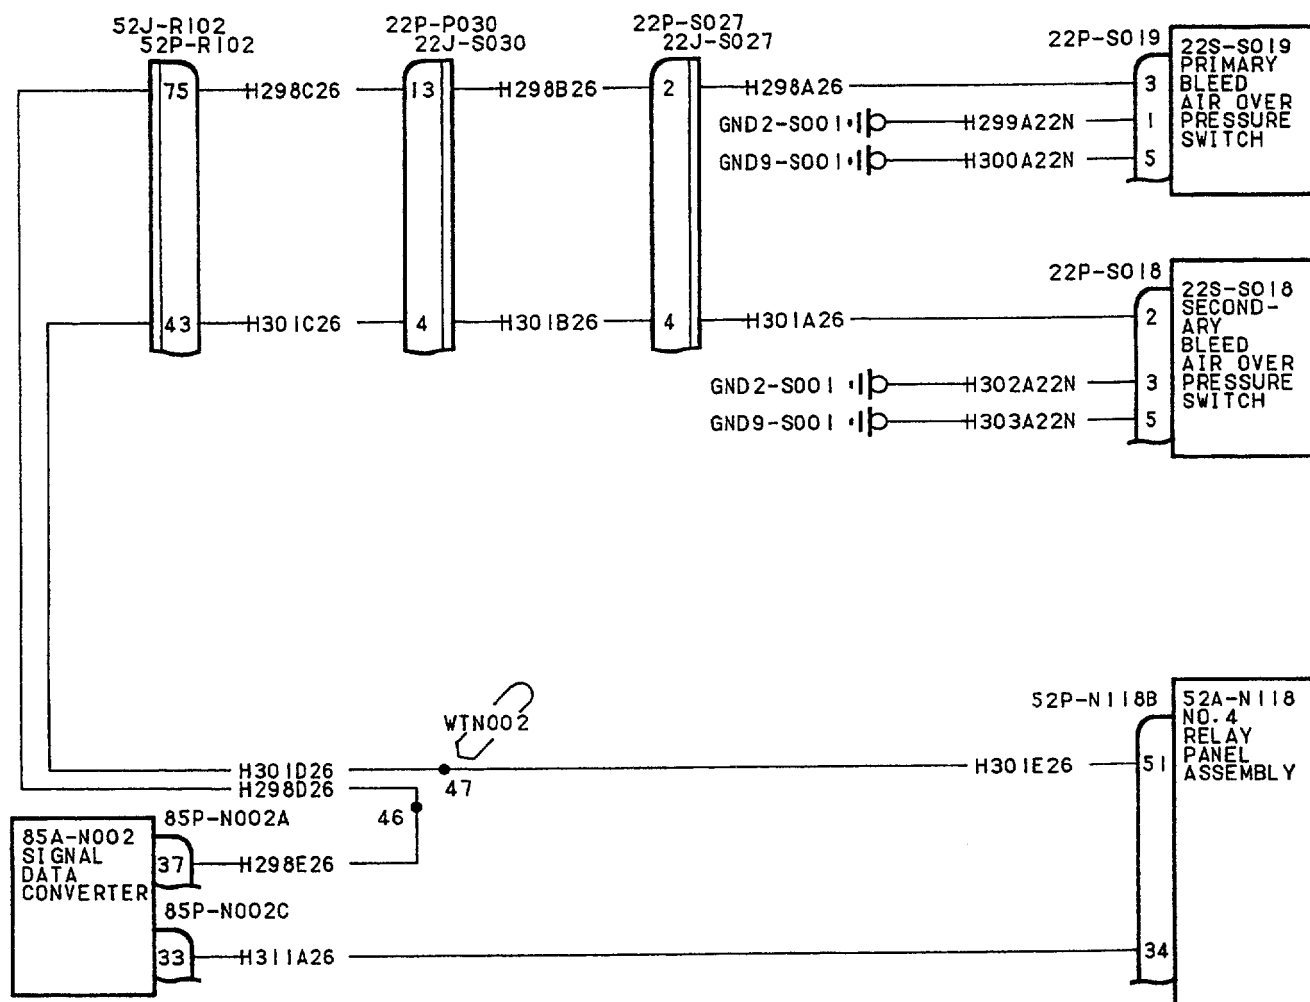 52J-R102
52P-R102
22P-P030
22J-S030
22P-S027
22J-S027
22P-S019
22S-S019
PRIMARY
BLEED
AIR OVER
PRESSURE
SWITCH
75 H298C26 13 H298B26 2 H298A26 3
GND2-S001 H299A22N 1
GND9-S001 H300A22N 5
22P-S018
22S-S018
SECOND-
ARY
BLEED
AIR OVER
PRESSURE
SWITCH
43 H301C26 4 H301B26 4 H301A26 2
GND2-S001 H302A22N 3
GND9-S001 H303A22N 5
WTN002
52P-N118B
52A-N118
NO. 4
RELAY
PANEL
ASSEMBLY
H301D26 47 H301E26 51
H298D26
46
85P-N002A
85A-N002
SIGNAL
DATA
CONVERTER
37 H298E26
85P-N002C
33 H311A26 34